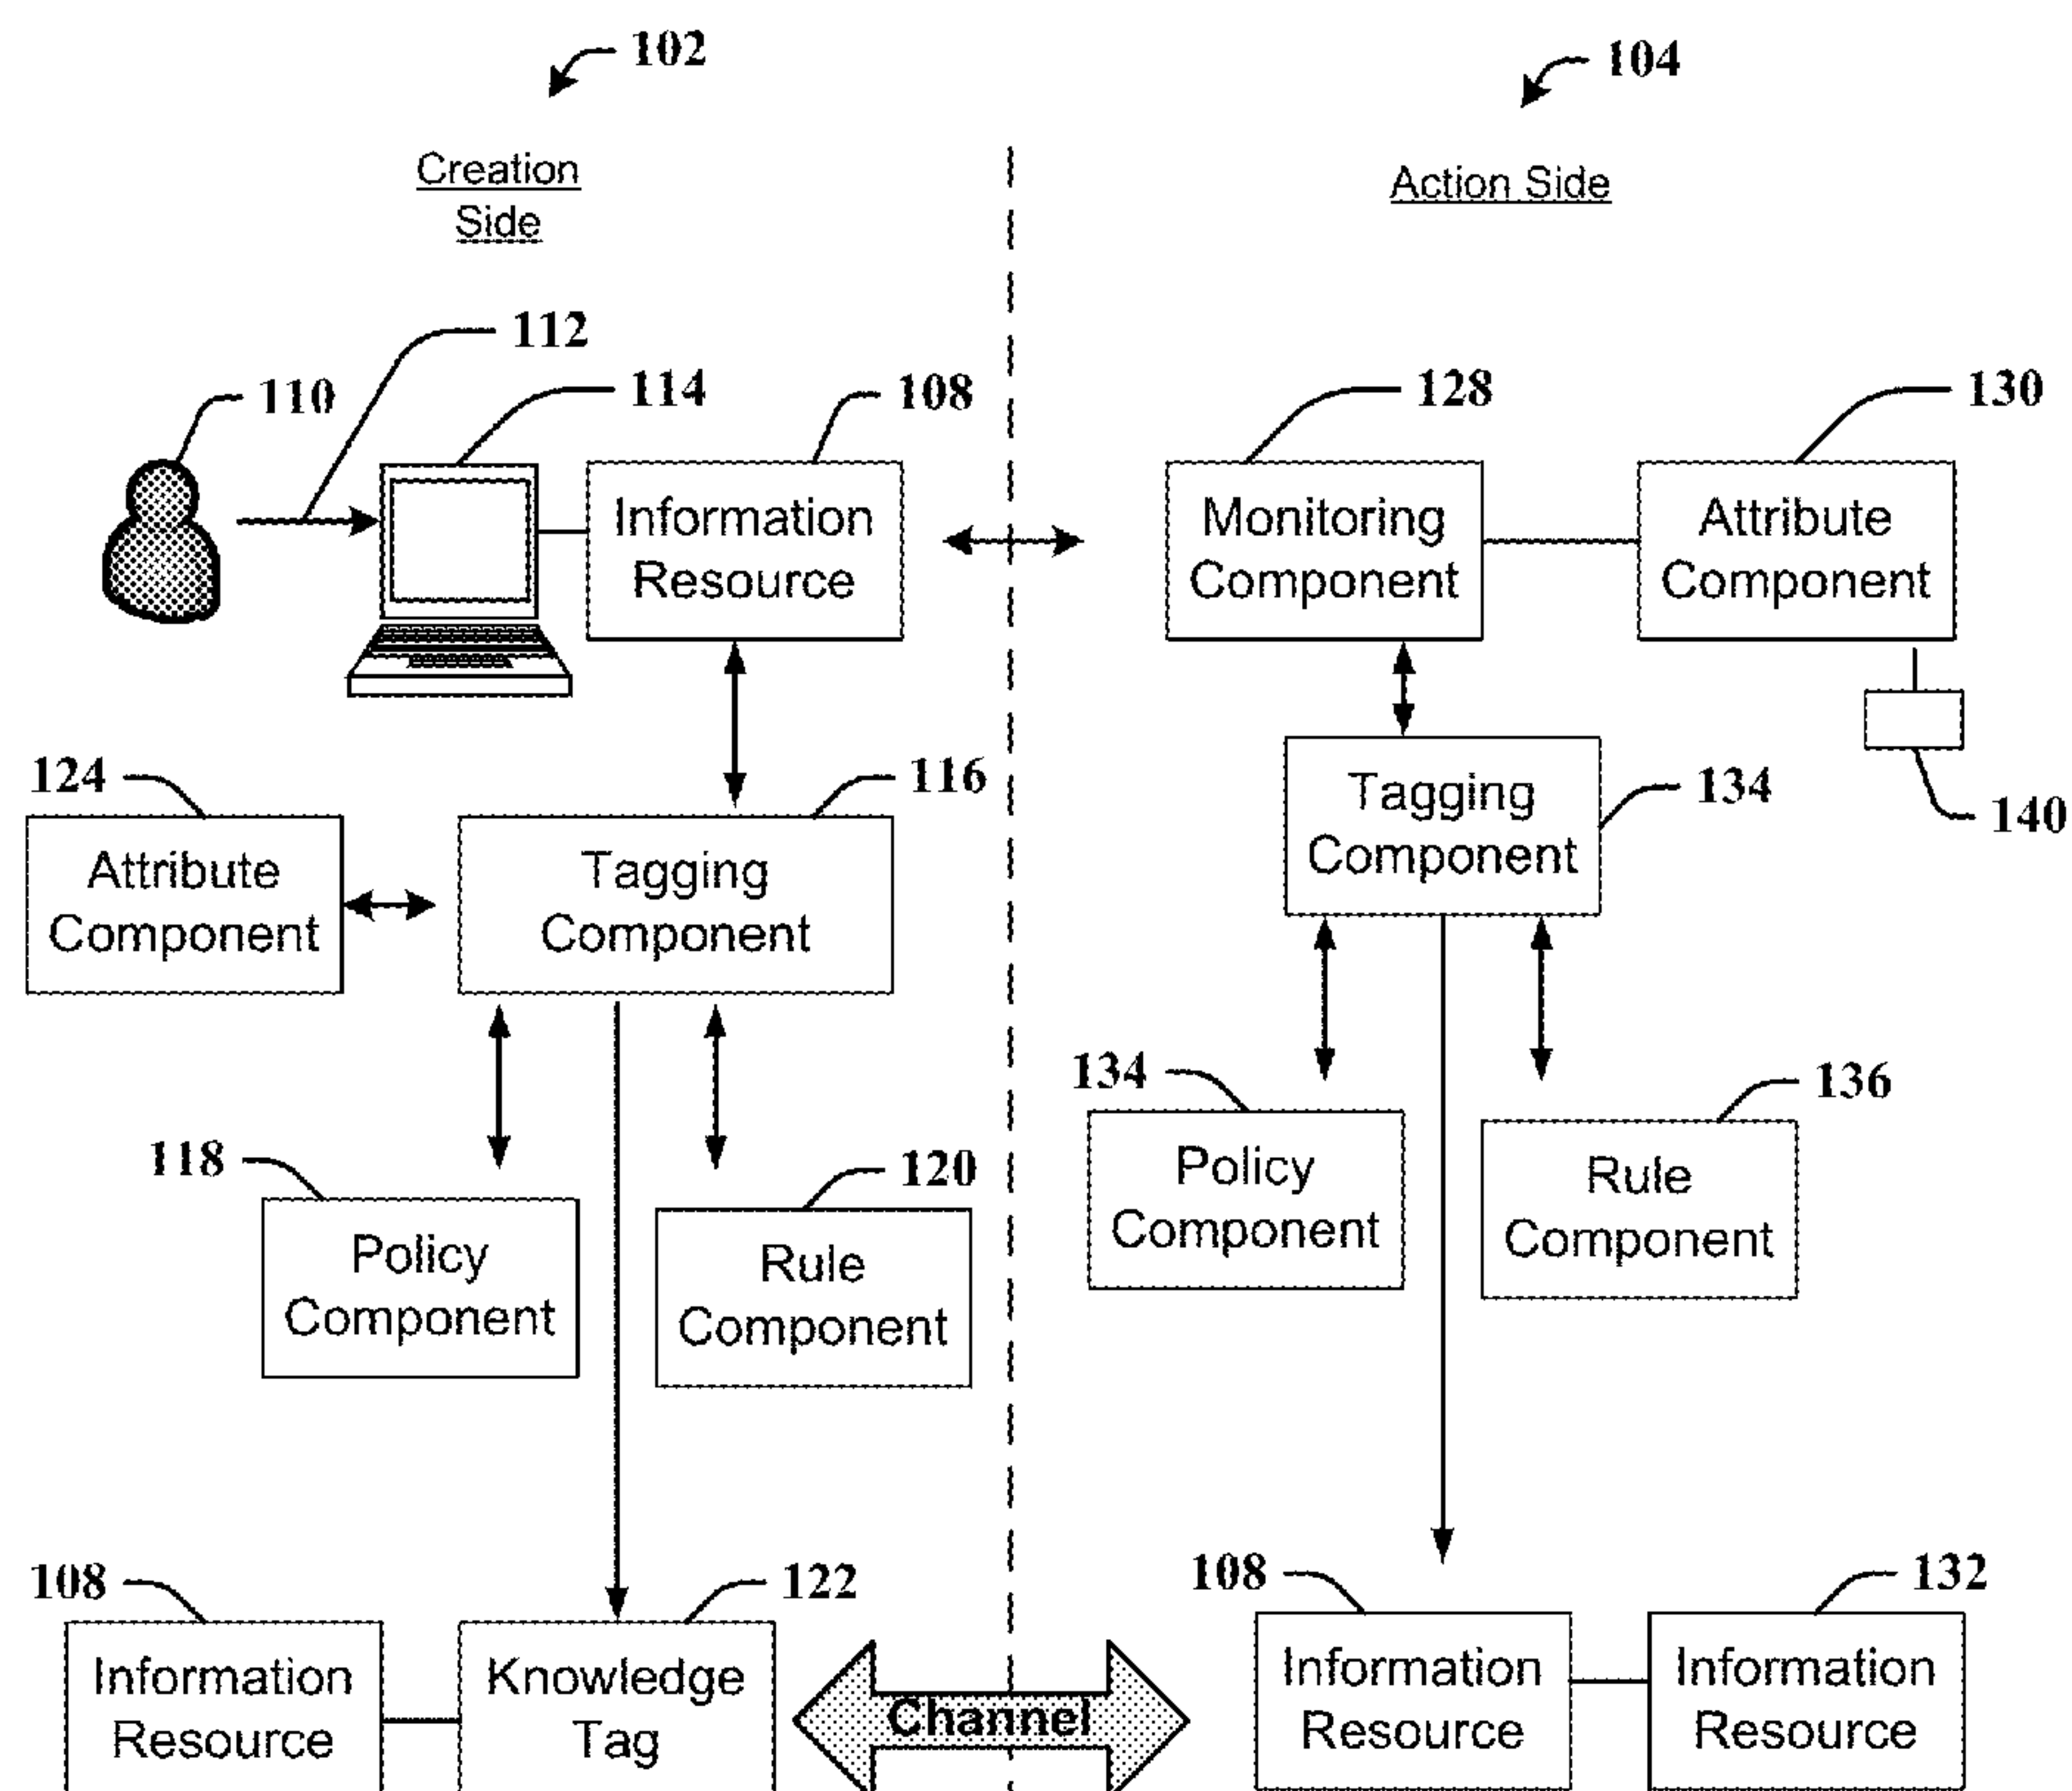 102
104
Creation
Side
Action Side
112
110
114
108
128
130
Information
Resource
Monitoring
Component
Attribute
Component
124
116
134
140
Attribute
Component
Tagging
Component
Tagging
Component
118
120
134
136
Policy
Component
Rule
Component
Policy
Component
Rule
Component
108
122
108
132
Information
Resource
Knowledge
Tag
Channel
Information
Resource
Information
Resource